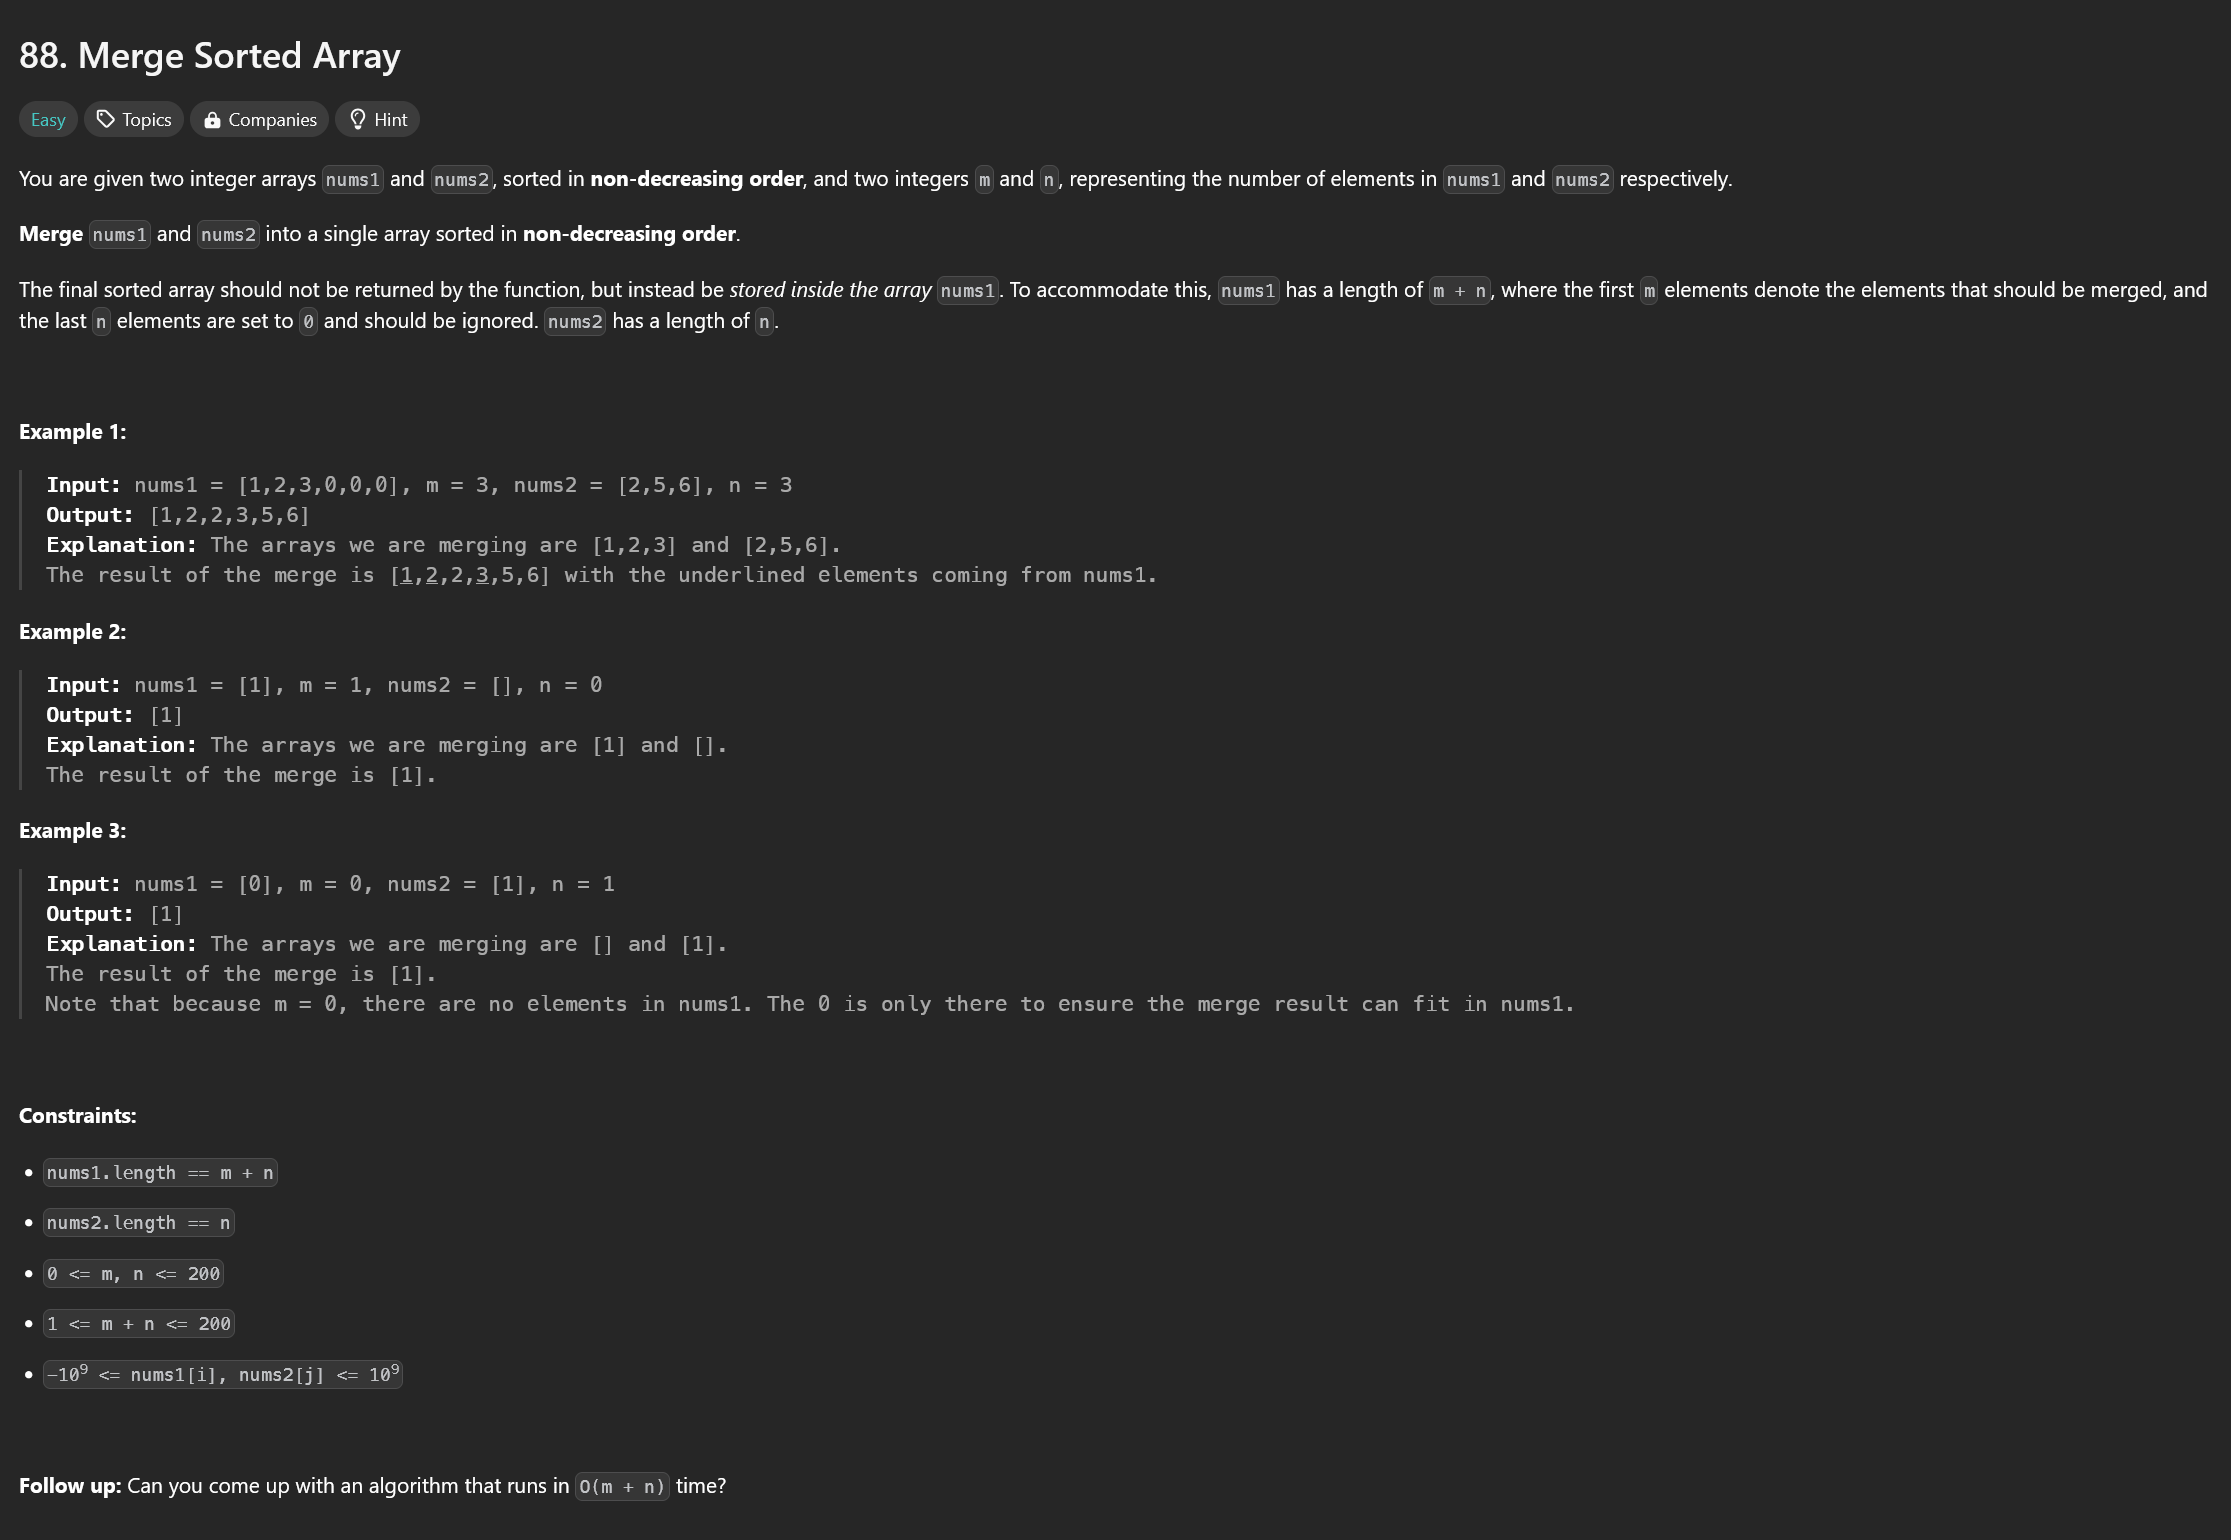 88. Merge Sorted Array
Easy Topics Companies Hint
You are given two integer arrays nums1 and nums2, sorted in non-decreasing order, and two integers m and n, representing the number of elements in nums1 and nums2 respectively.
Merge nums1 and nums2 into a single array sorted in non-decreasing order.
The final sorted array should not be returned by the function, but instead be stored inside the array nums1. To accommodate this, nums1 has a length of m + n, where the first m elements denote the elements that should be merged, and
the last n elements are set to 0 and should be ignored. nums2 has a length of n.
Example 1:
Input: nums1 = [1,2,3,0,0,0], m = 3, nums2 = [2,5,6], n = 3
Output: [1,2,2,3,5,6]
Explanation: The arrays we are merging are [1,2,3] and [2,5,6].
The result of the merge is [1,2,2,3,5,6] with the underlined elements coming from nums1.
Example 2:
Input: nums1 = [1], m = 1, nums2 = [], n = 0
Output: [1]
Explanation: The arrays we are merging are [1] and [].
The result of the merge is [1].
Example 3:
Input: nums1 = [0], m = 0, nums2 = [1], n = 1
Output: [1]
Explanation: The arrays we are merging are [] and [1].
The result of the merge is [1].
Note that because m = 0, there are no elements in nums1. The 0 is only there to ensure the merge result can fit in nums1.
Constraints:
• nums1.length == m + n
• nums2.length == n
• 0 <= m, n <= 200
• 1 <= m + n <= 200
• -10⁹ <= nums1[i], nums2[j] <= 10⁹
Follow up: Can you come up with an algorithm that runs in O(m + n) time?